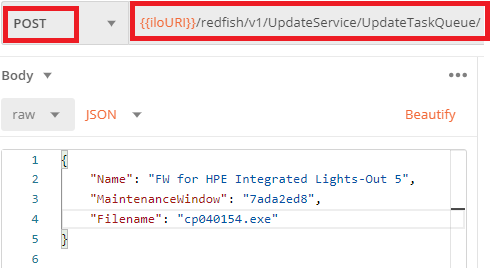 POST {{iloURI}}/redfish/v1/UpdateService/UpdateTaskQueue/
Body
raw JSON Beautify
1 {
2 "Name": "FW for HPE Integrated Lights-Out 5",
3 "MaintenanceWindow": "7ada2ed8",
4 "Filename": "cp040154.exe"
5 }
6